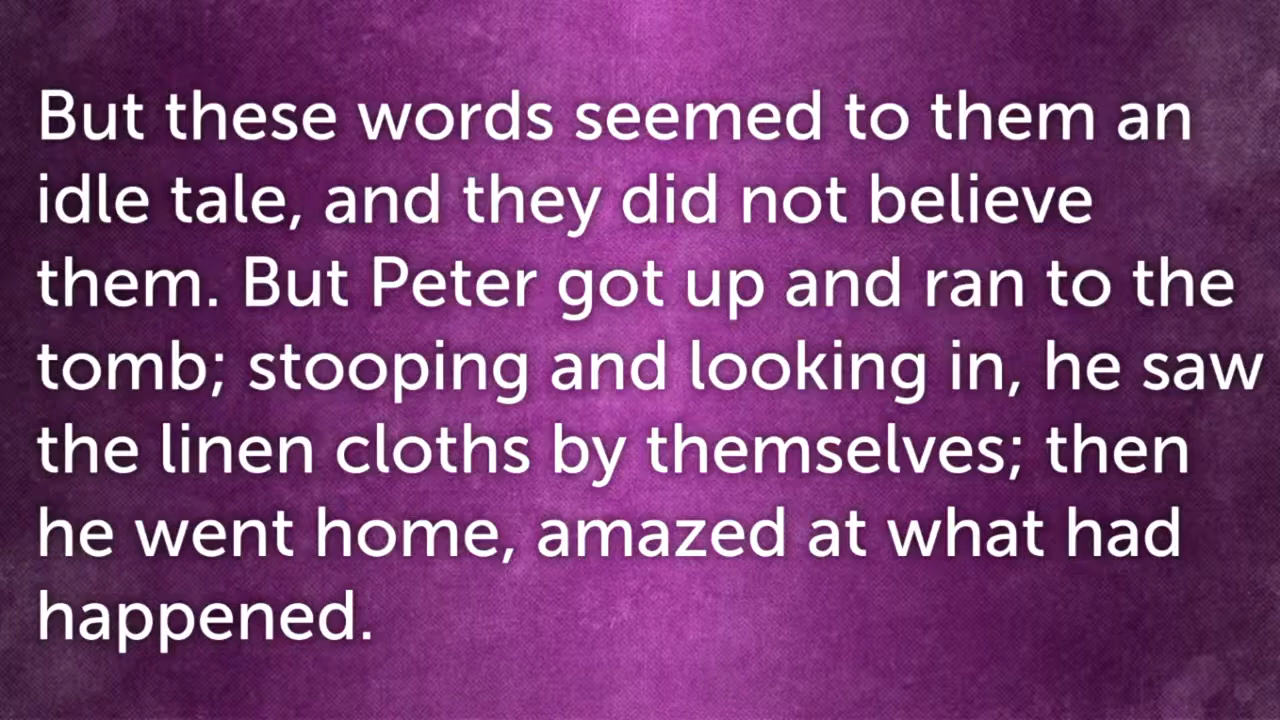 But these words seemed to them an
idle tale, and they did not believe
them. But Peter got up and ran to the
tomb; stooping and looking in, he saw
the linen cloths by themselves; then
he went home, amazed at what had
happened.